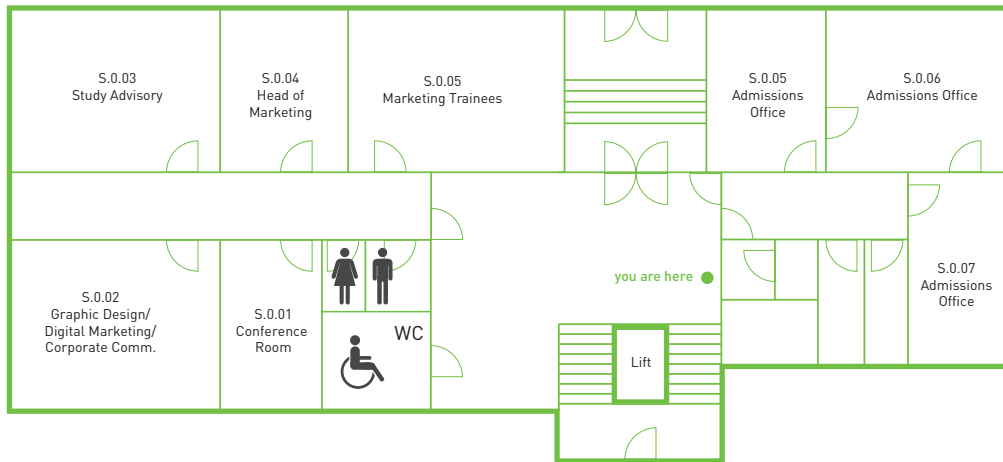 S.0.03
Study Advisory
S.0.04
Head of
Marketing
S.0.05
Marketing Trainees
S.0.05
Admissions
Office
S.0.06
Admissions Office
you are here
S.0.07
Admissions
Office
S.0.02
Graphic Design/
Digital Marketing/
Corporate Comm.
S.0.01
Conference
Room
WC
Lift